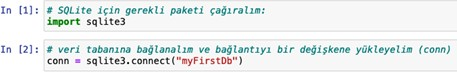 In [1]: # SQLite için gerekli paketi çağıralım:
import sqlite3
In [2]: # veri tabanına bağlanalım ve bağlantıyı bir değişkene yükleyelim (conn)
conn = sqlite3.connect("myFirstDb")